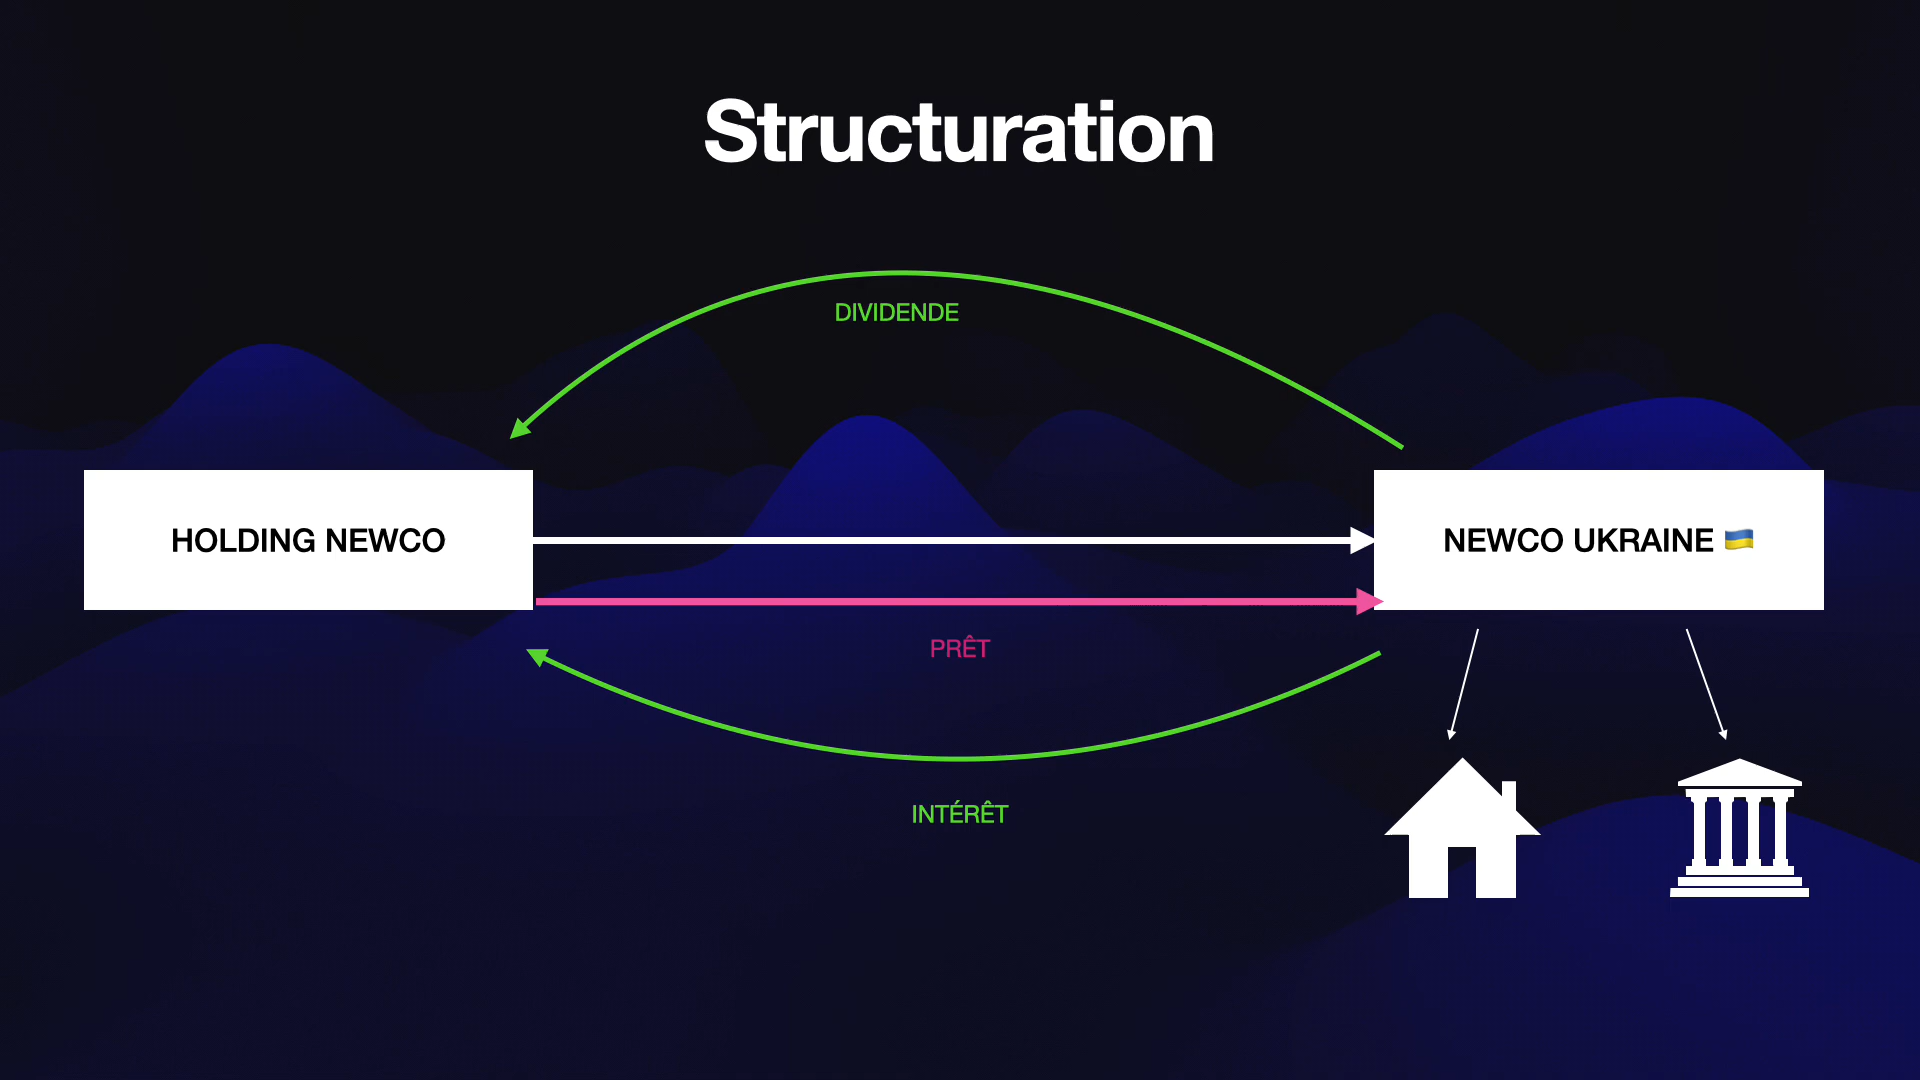 Structuration
DIVIDENDE
HOLDING NEWCO
NEWCO UKRAINE 🇺🇦
PRÊT
INTÉRÊT